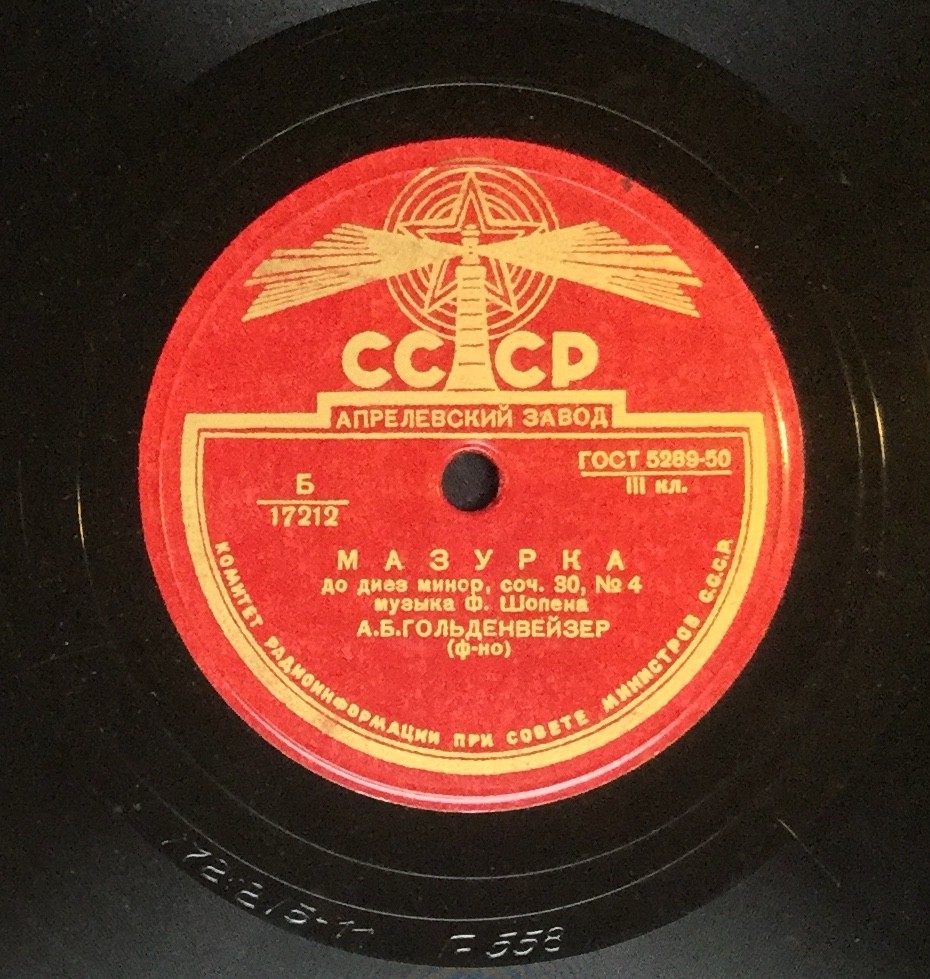 СССР
АПРЕЛЕВСКИЙ ЗАВОД
ГОСТ 5289-50
III кл.
Б
17212
МАЗУРКА
до диез минор, соч. 30, № 4
музыка Ф. Шопена
А.Б.ГОЛЬДЕНВЕЙЗЕР
(ф-но)
КОМИТЕТ РАДИОИНФОРМАЦИИ ПРИ СОВЕТЕ МИНИСТРОВ С.С.С.Р.
558